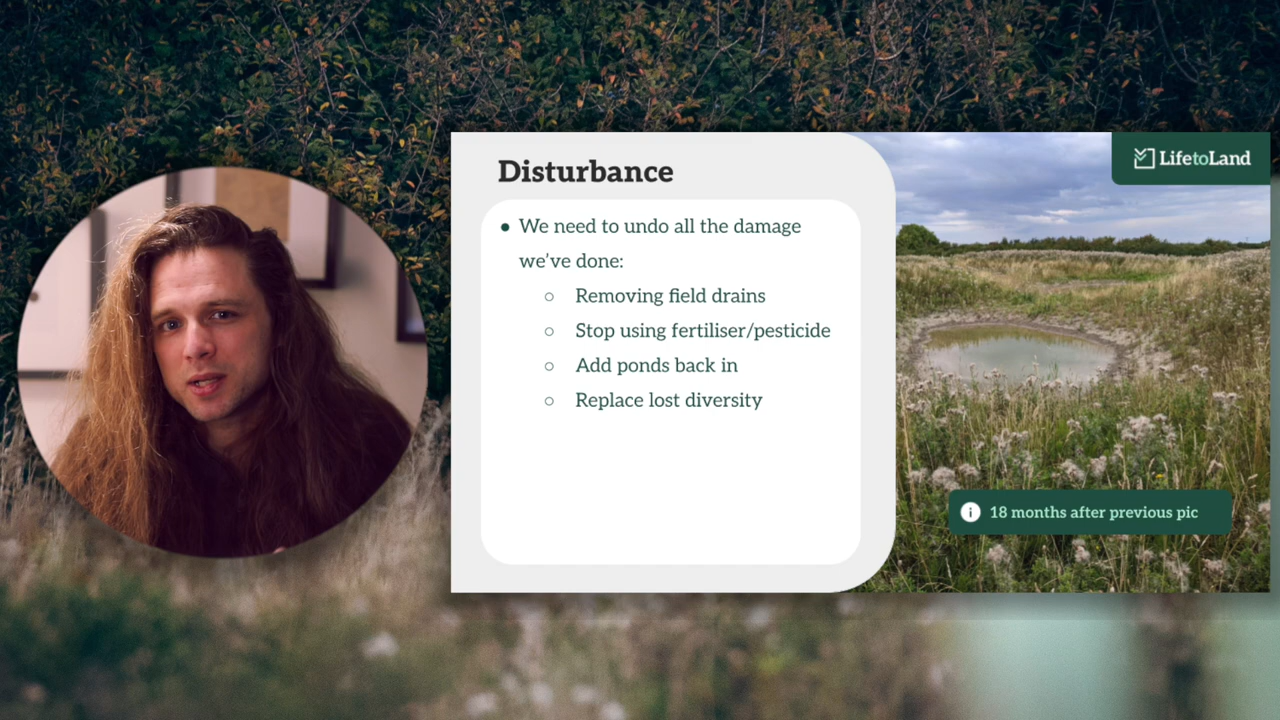 Disturbance
LifetoLand
● We need to undo all the damage
we've done:
○ Removing field drains
○ Stop using fertiliser/pesticide
○ Add ponds back in
○ Replace lost diversity
18 months after previous pic